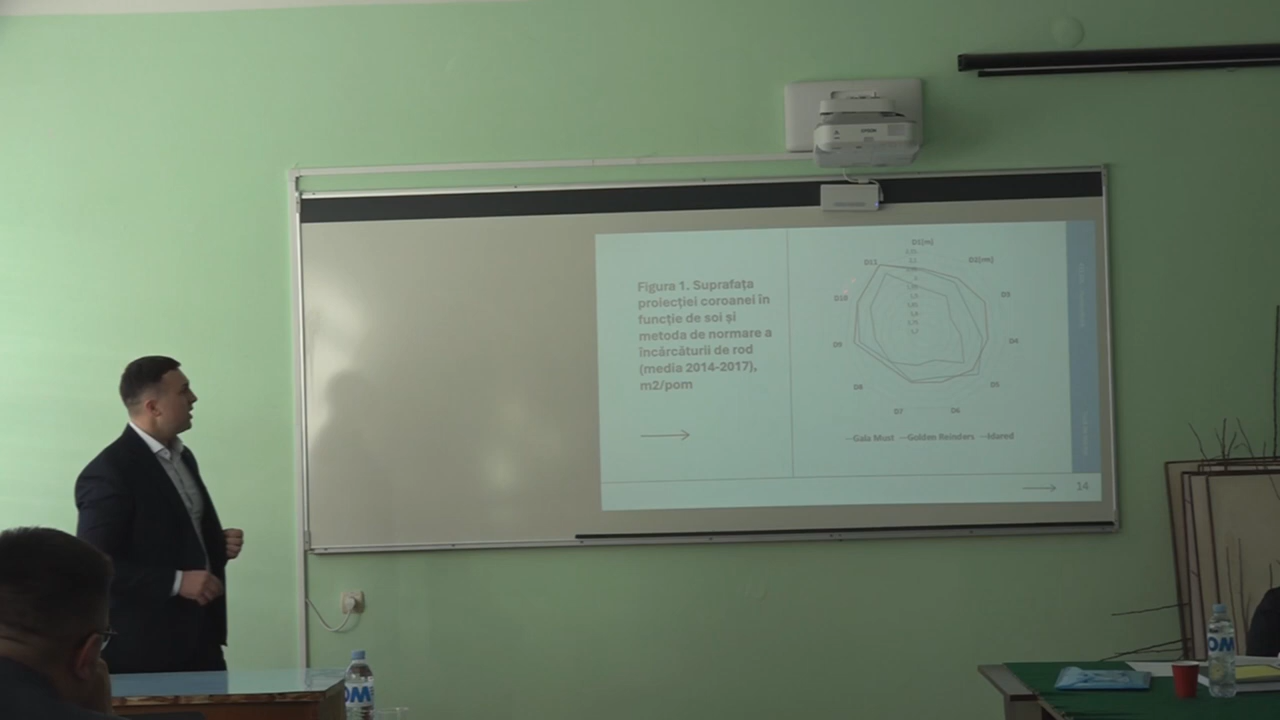 EPSON
Figura 1. Suprafața
proiecției coroanei în
funcție de soi și
metoda de normare a
încărcăturii de rod
(media 2014-2017),
m2/pom
D1(m)
D2(m)
D3
D4
D5
D6
D7
D8
D9
D10
D11
Gala Must
Golden Reinders
Idared
14
OM
OM